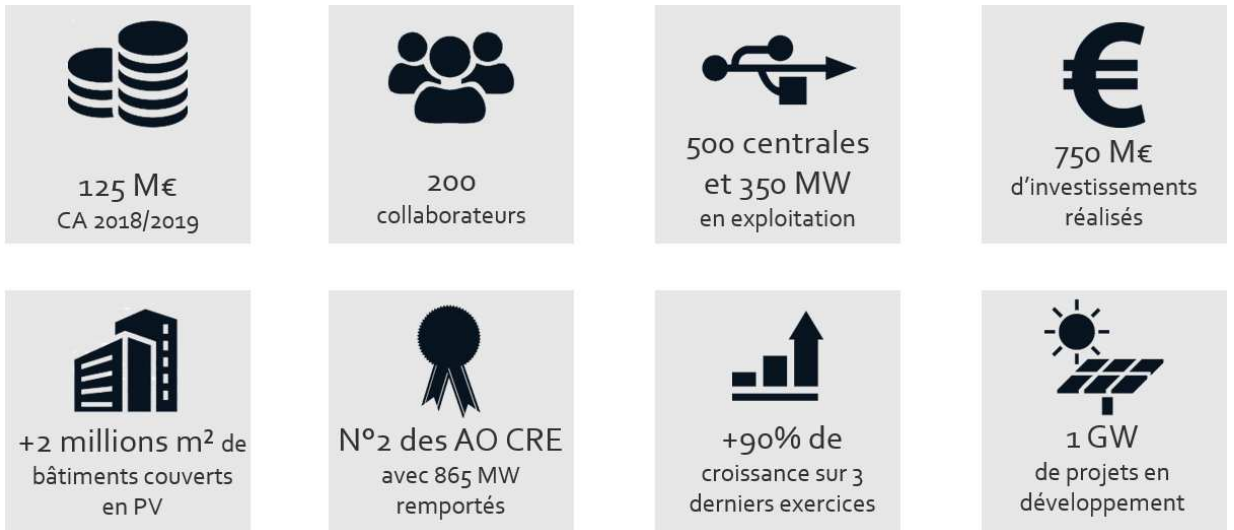 125 M€
CA 2018/2019
200
collaborateurs
500 centrales
et 350 MW
en exploitation
750 M€
d'investissements
réalisés
+2 millions m² de
bâtiments couverts
en PV
N°2 des AO CRE
avec 865 MW
remportés
+90% de
croissance sur 3
derniers exercices
1 GW
de projets en
développement